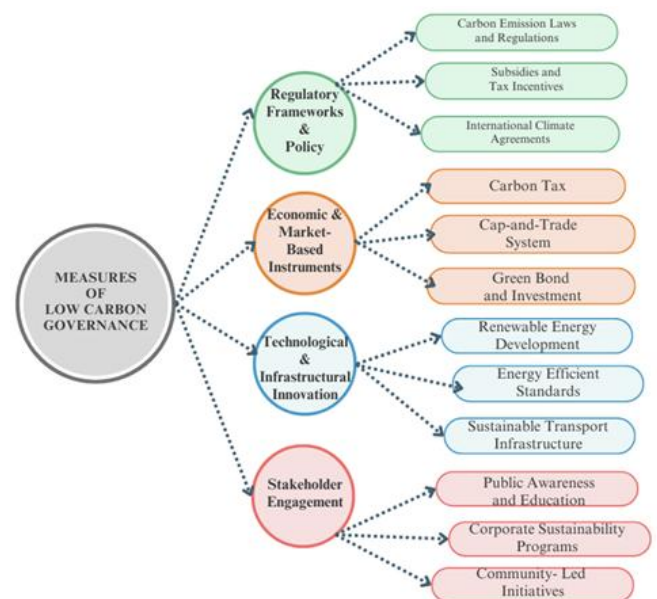 MEASURES
OF
LOW CARBON
GOVERNANCE
Regulatory
Frameworks
&
Policy
Carbon Emission Laws
and Regulations
Subsidies and
Tax Incentives
International Climate
Agreements
Economic &
Market-
Based
Instruments
Carbon Tax
Cap-and-Trade
System
Green Bond
and Investment
Technological
&
Infrastructural
Innovation
Renewable Energy
Development
Energy Efficient
Standards
Sustainable Transport
Infrastructure
Stakeholder
Engagement
Public Awareness
and Education
Corporate Sustainability
Programs
Community- Led
Initiatives